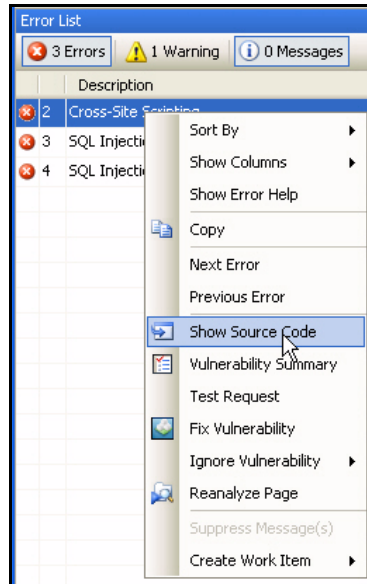 Error List
3 Errors 1 Warning 0 Messages
Description
2 Cross-Site Scripting
3 SQL Injecti
4 SQL Injecti
Sort By
Show Columns
Show Error Help
Copy
Next Error
Previous Error
Show Source Code
Vulnerability Summary
Test Request
Fix Vulnerability
Ignore Vulnerability
Reanalyze Page
Suppress Message(s)
Create Work Item